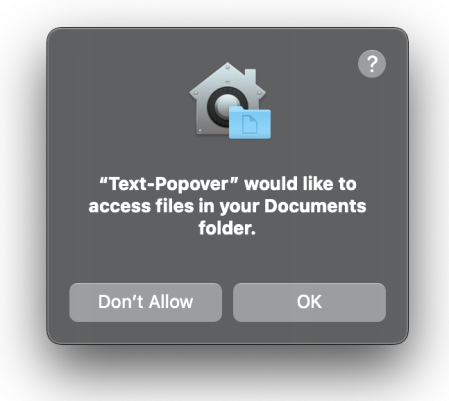 ?
“Text-Popover” would like to
access files in your Documents
folder.
Don’t Allow
OK